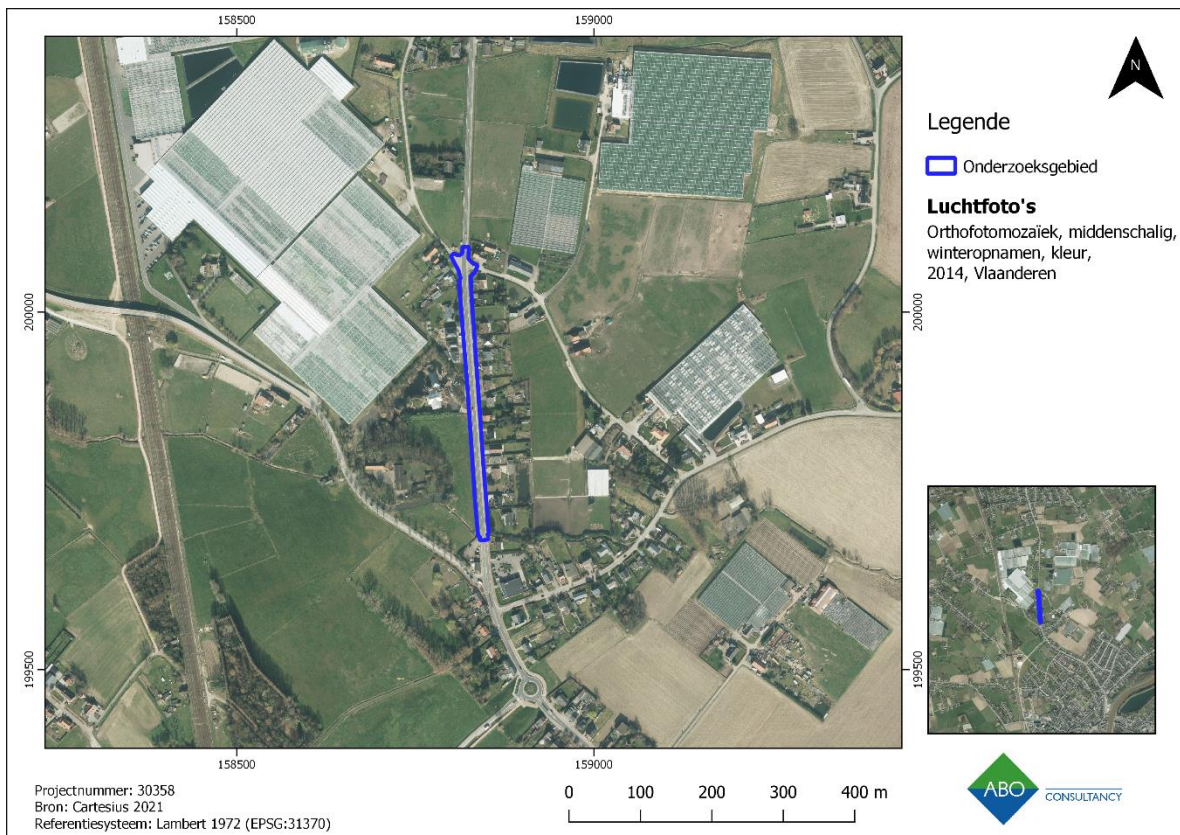 158500
159000
N
Legende
Onderzoeksgebied
Luchtfoto's
Orthofotomozaïek, middenschalig,
winteropnamen, kleur,
2014, Vlaanderen
200000
200000
199500
199500
158500
159000
Projectnummer: 30358
Bron: Cartesius 2021
Referentiesysteem: Lambert 1972 (EPSG:31370)
0 100 200 300 400 m
ABO CONSULTANCY